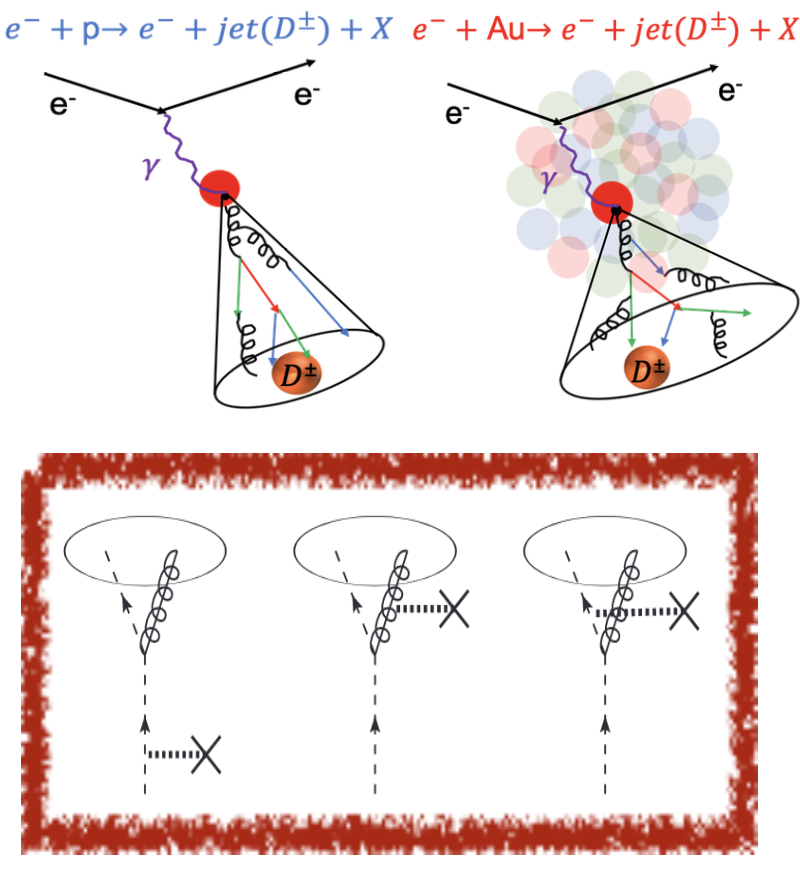 e⁻ + p→ e⁻ + jet(D±) + X
e⁻ + Au→ e⁻ + jet(D±) + X
e⁻
e⁻
γ
D±
e⁻
e⁻
γ
D±